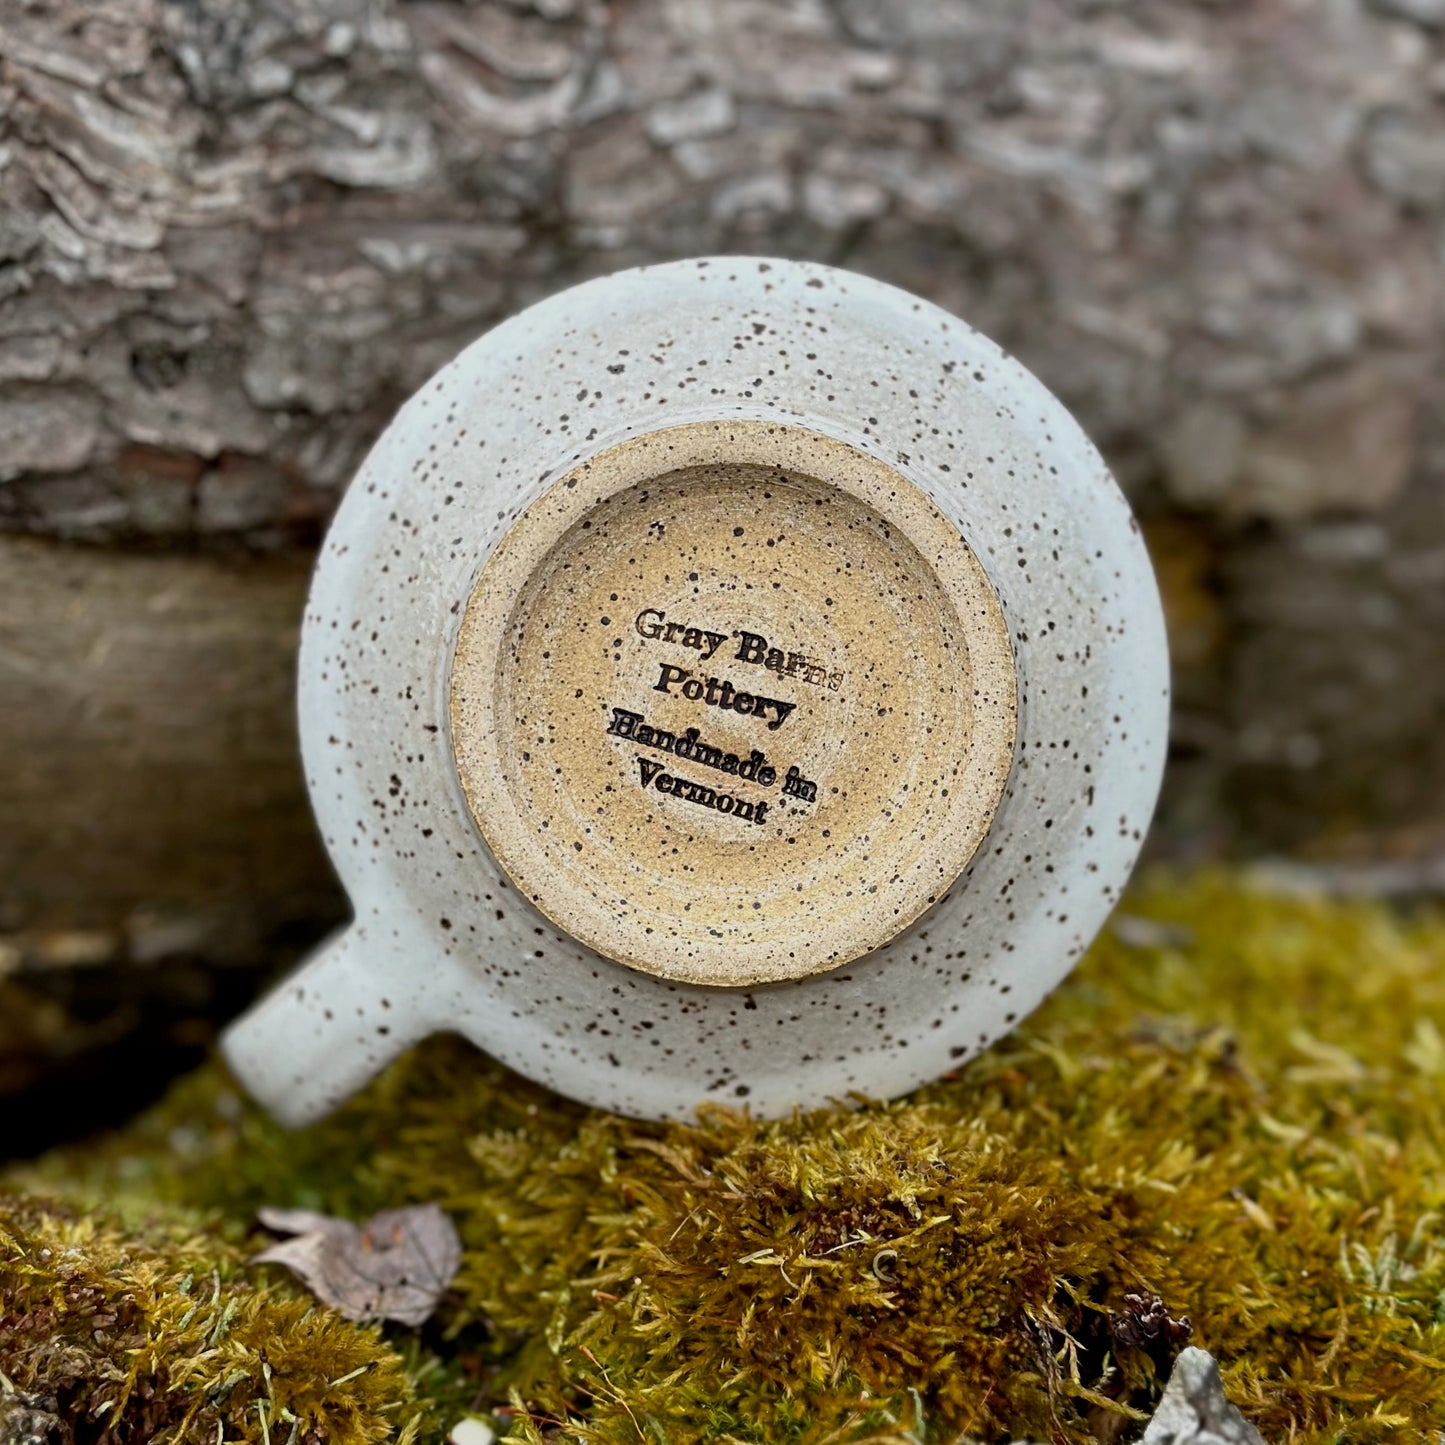 Gray Barns
Pottery
Handmade in
Vermont